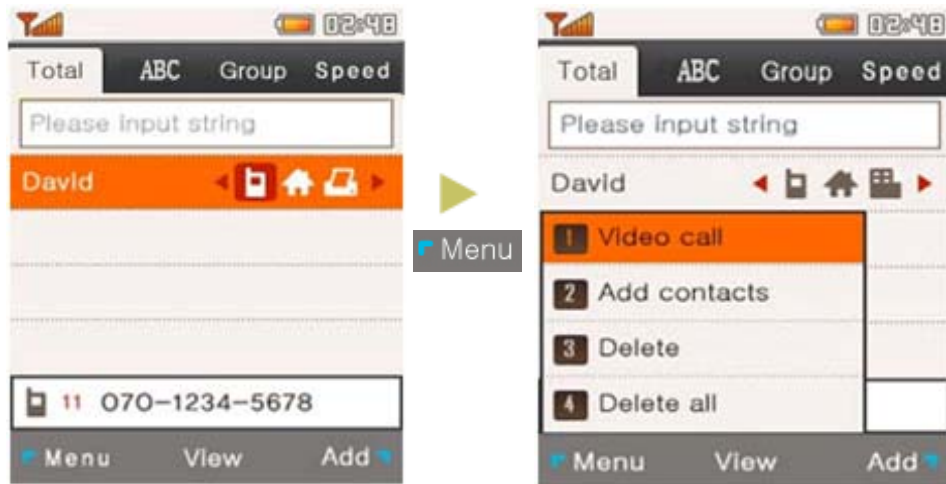 02:48
Total ABC Group Speed
Please input string
David
11 070-1234-5678
Menu View Add
Menu
02:48
Total ABC Group Speed
Please input string
David
1 Video call
2 Add contacts
3 Delete
4 Delete all
Menu View Add